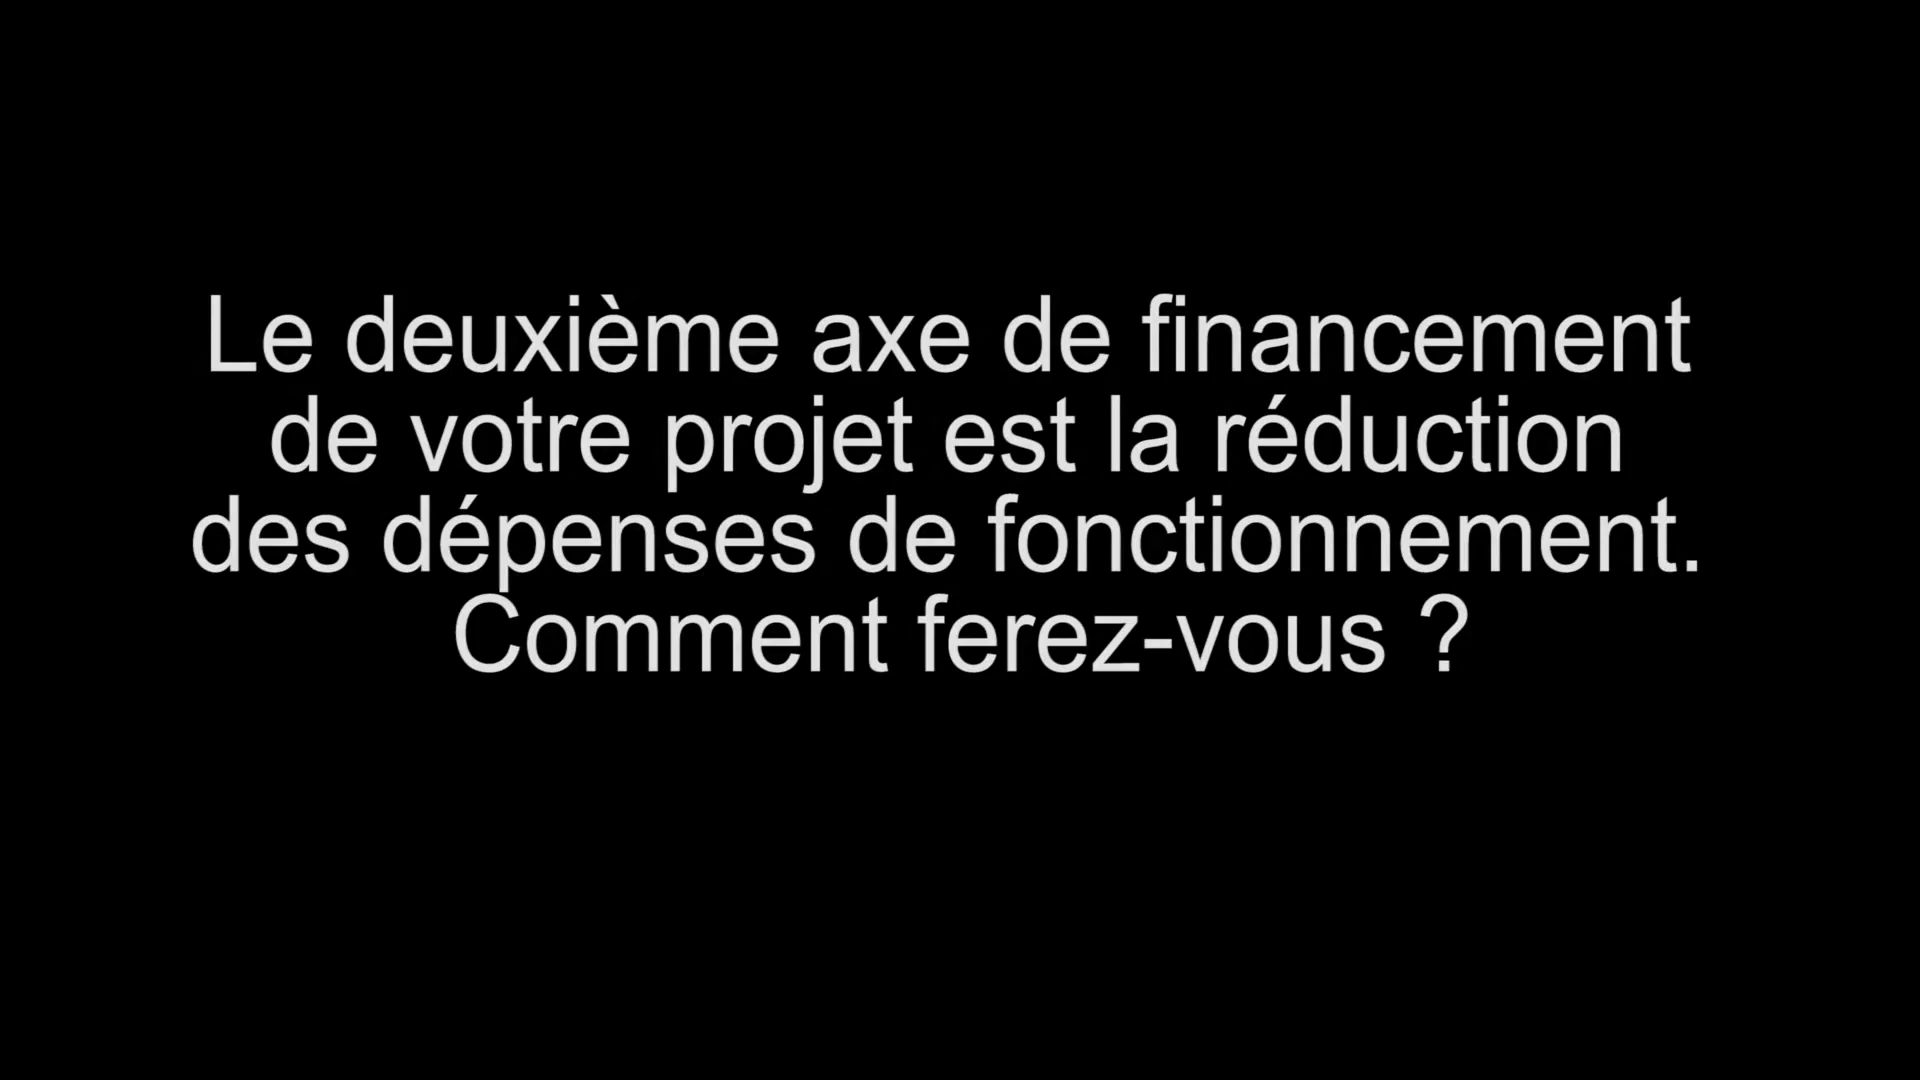 Le deuxième axe de financement
de votre projet est la réduction
des dépenses de fonctionnement.
Comment ferez-vous ?